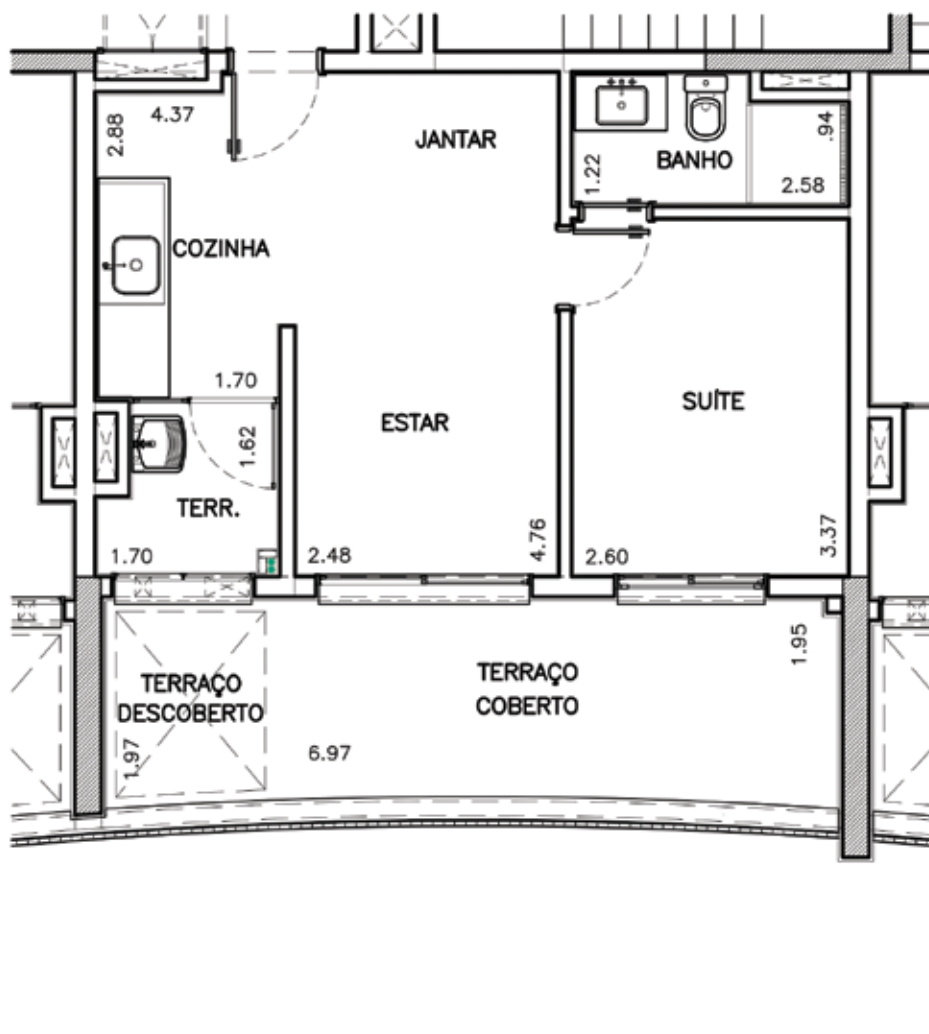 4.37
2.88
JANTAR
.94
BANHO
1.22
2.58
COZINHA
1.70
SUÍTE
ESTAR
1.62
TERR.
1.70
2.48
4.76
2.60
3.37
1.95
TERRAÇO
DESCOBERTO
TERRAÇO
COBERTO
1.97
6.97